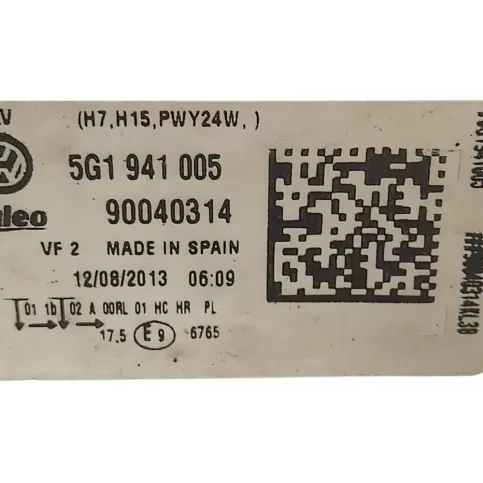 V (H7,H15,PWY24W, )
5G1 941 005
leo 90040314
VF 2 MADE IN SPAIN
12/08/2013 06:09
01 1b 02 A 00RL 01 HC HR PL
17.5 E9 6765